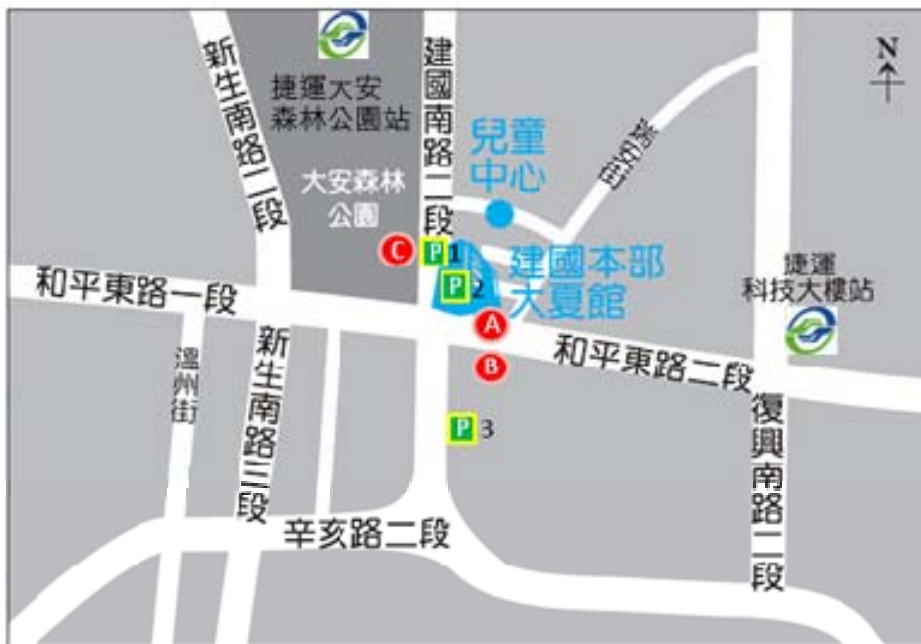 新生南路二段
捷運大安
森林公園站
大安森林
公園
建國南路二段
兒童
中心
瑞安街
N
C
P 1
P 2
建國本部
大夏館
A
B
P 3
捷運
科技大樓站
和平東路一段
和平東路二段
溫州街
新生南路三段
辛亥路二段
復興南路二段